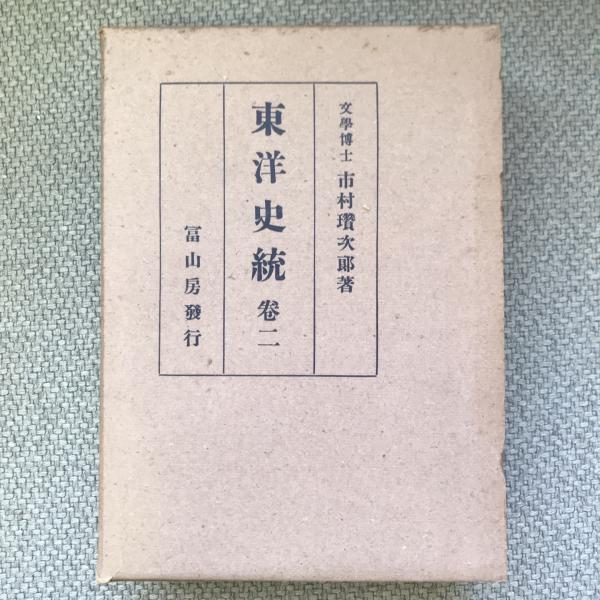 文學博士 市村瓚次郞著
東洋史統 卷二
冨山房發行